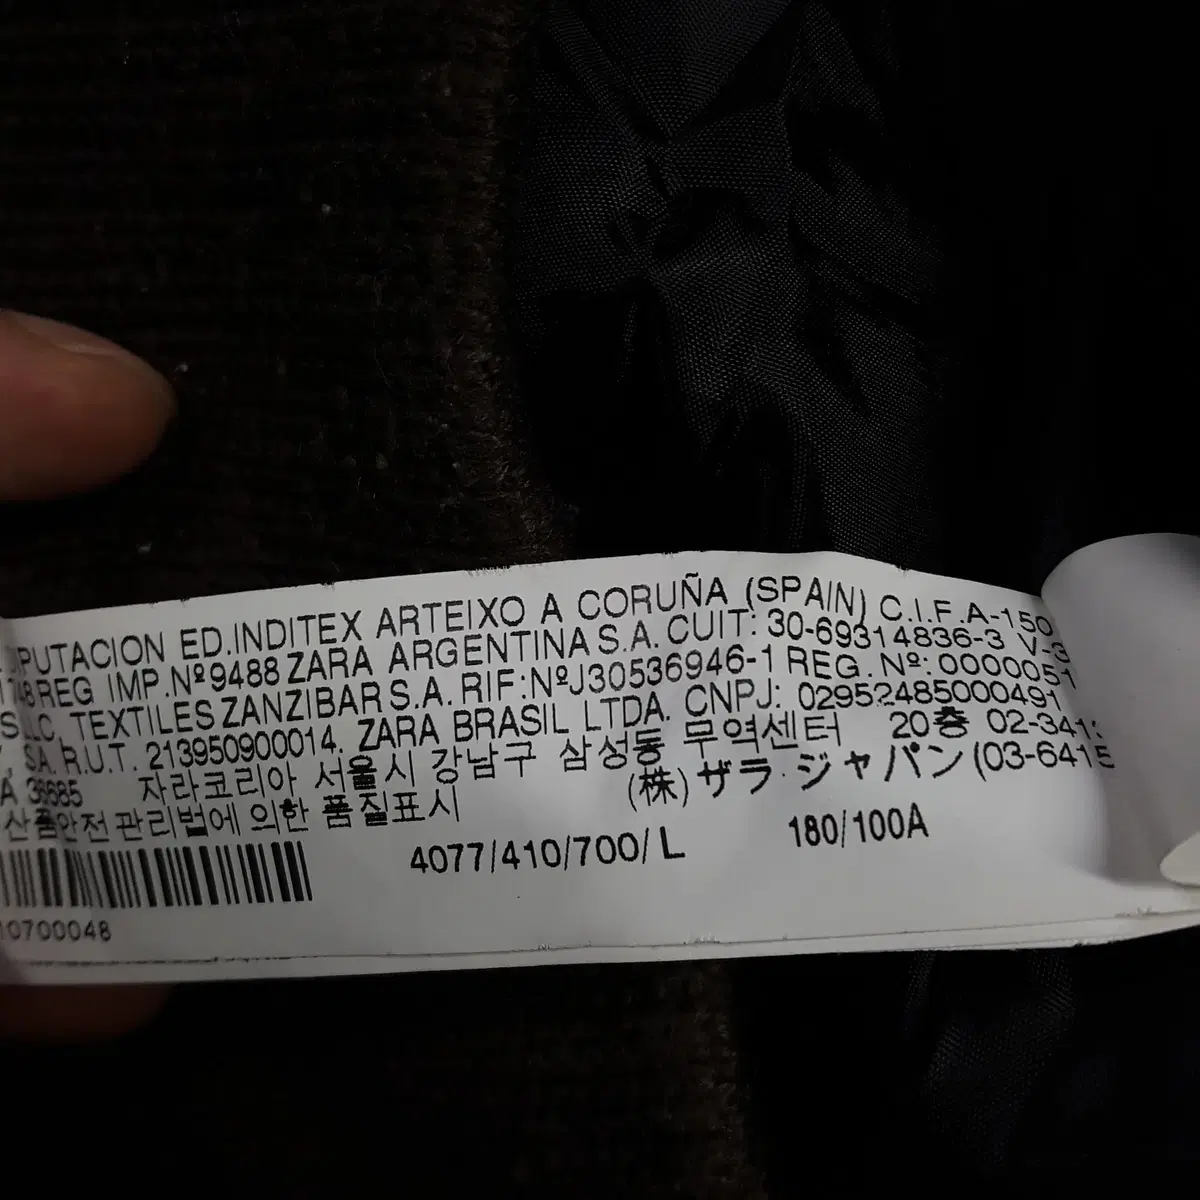 PUTACION ED.INDITEX ARTEIXO A CORUÑA (SPAIN) C.I.F.A-150
REG IMP.Nº9488 ZARA ARGENTINA S.A. CUIT: 30-69314836-3 V-3
TEXTILES ZANZIBAR S.A. RIF:NºJ30536946-1 REG.Nº:0000051
SA. R.U.T. 213950900014. ZARA BRASIL LTDA. CNPJ: 02952485000491
A 36685 자라코리아 서울시 강남구 삼성동 무역센터 20층 02-341
산품안전관리법에 의한 품질표시 (株)ザラ・ジャパン(03-6415
4077/410/700/ L 180/100A
10700048